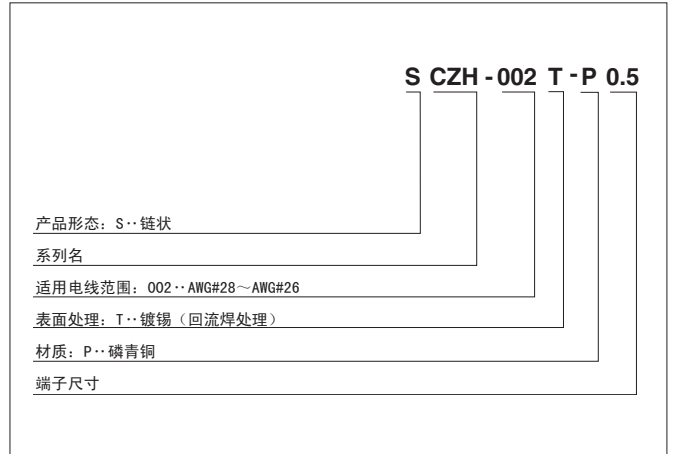 S CZH - 002 T - P 0.5
产品形态：S‥链状
系列名
适用电线范围：002‥AWG#28～AWG#26
表面处理：T‥镀锡（回流焊处理）
材质：P‥磷青铜
端子尺寸